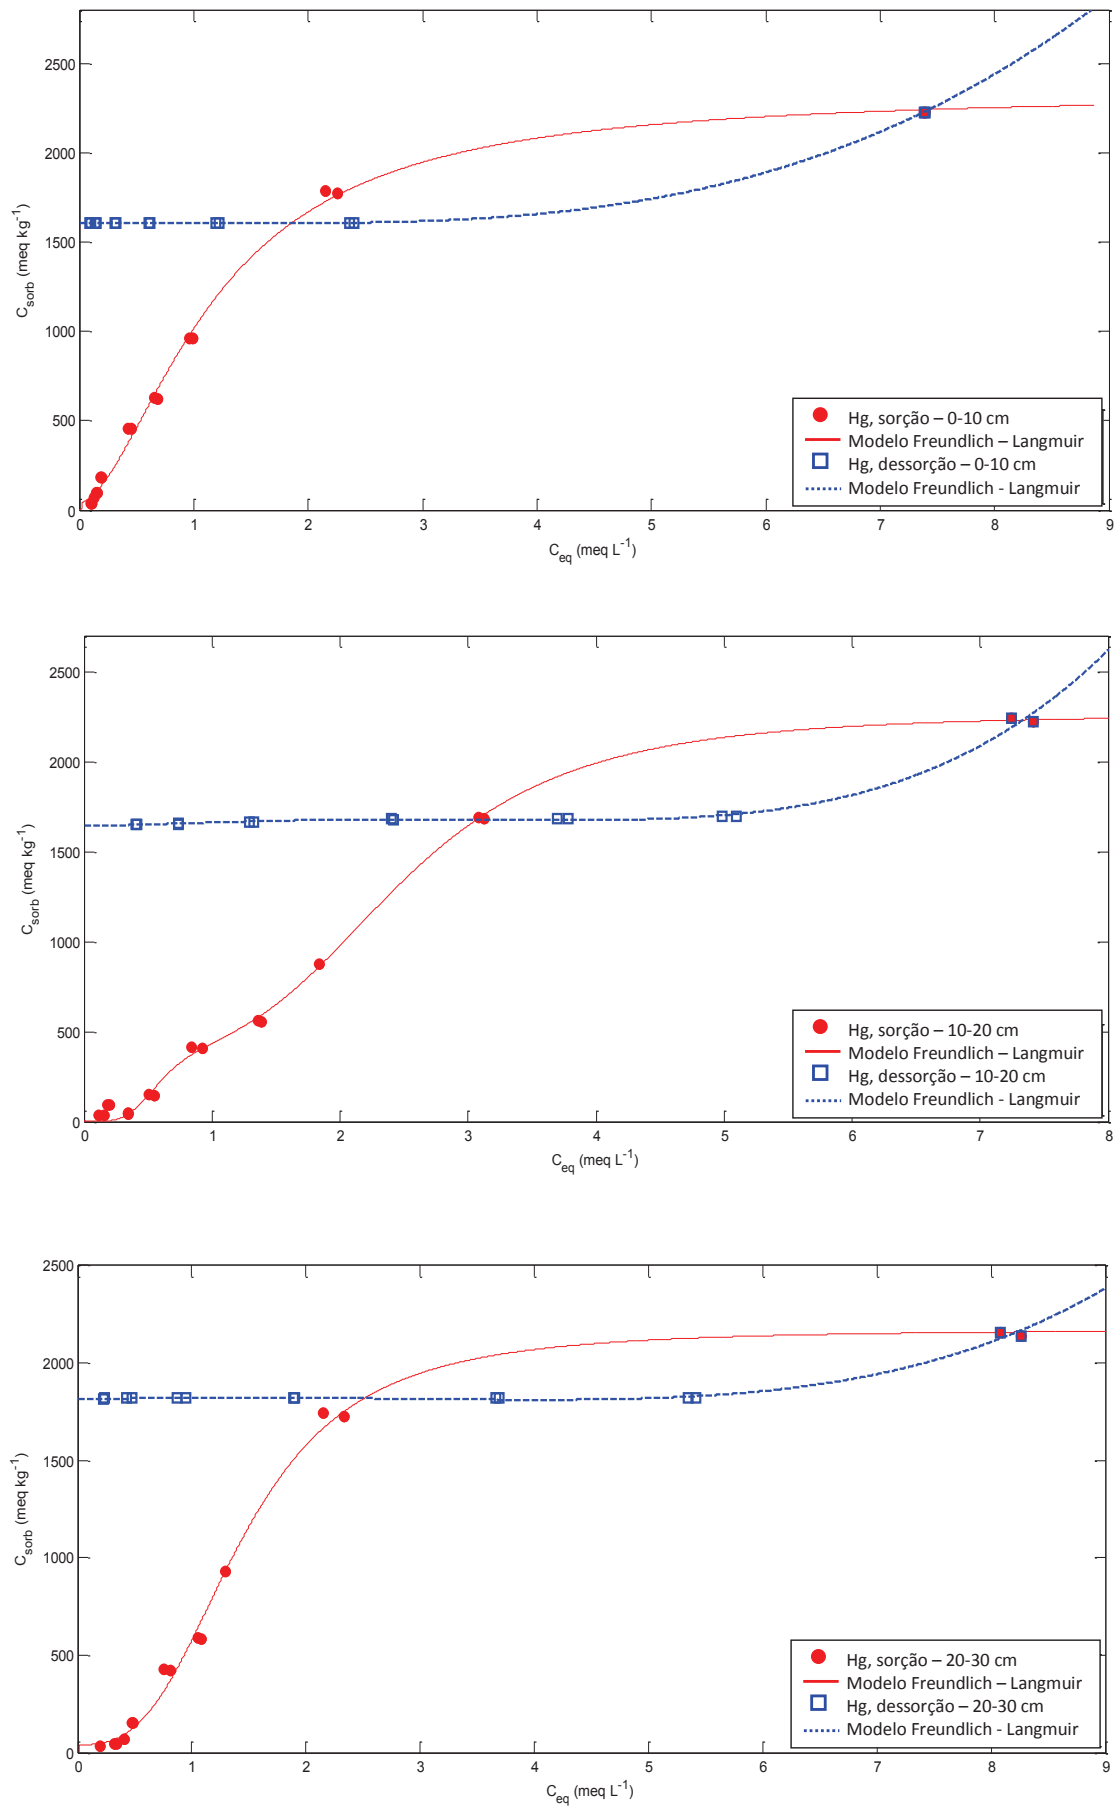 2500
2000
1500
1000
500
0
C_sorb (meq kg^-1)
0 1 2 3 4 5 6 7 8 9
C_eq (meq L^-1)
Hg, sorção – 0-10 cm
Modelo Freundlich – Langmuir
Hg, dessorção – 0-10 cm
Modelo Freundlich - Langmuir
2500
2000
1500
1000
500
0
C_sorb (meq kg^-1)
0 1 2 3 4 5 6 7 8
C_eq (meq L^-1)
Hg, sorção – 10-20 cm
Modelo Freundlich – Langmuir
Hg, dessorção – 10-20 cm
Modelo Freundlich - Langmuir
2500
2000
1500
1000
500
0
C_sorb (meq kg^-1)
0 1 2 3 4 5 6 7 8 9
C_eq (meq L^-1)
Hg, sorção – 20-30 cm
Modelo Freundlich – Langmuir
Hg, dessorção – 20-30 cm
Modelo Freundlich - Langmuir